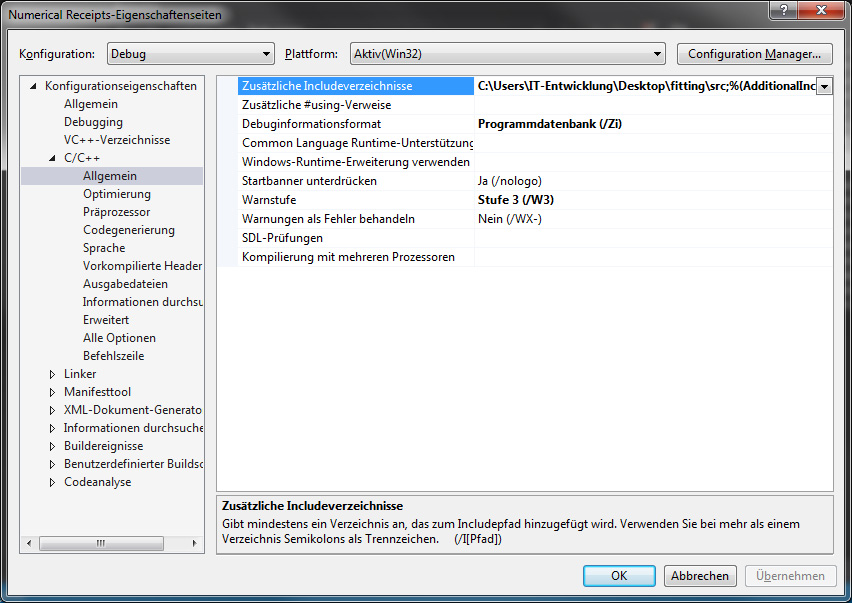 Numerical Receipts-Eigenschaftenseiten
Konfiguration: Debug Plattform: Aktiv(Win32) Configuration Manager...
Konfigurationseigenschaften
Allgemein
Debugging
VC++-Verzeichnisse
C/C++
Allgemein
Optimierung
Präprozessor
Codegenerierung
Sprache
Vorkompilierte Header
Ausgabedateien
Informationen durchsu
Erweitert
Alle Optionen
Befehlszeile
Linker
Manifesttool
XML-Dokument-Generato
Informationen durchsuche
Buildereignisse
Benutzerdefinierter Buildsc
Codeanalyse
Zusätzliche Includeverzeichnisse C:\Users\IT-Entwicklung\Desktop\fitting\src;%(AdditionalInc
Zusätzliche #using-Verweise
Debuginformationsformat Programmdatenbank (/Zi)
Common Language Runtime-Unterstützung
Windows-Runtime-Erweiterung verwenden
Startbanner unterdrücken Ja (/nologo)
Warnstufe Stufe 3 (/W3)
Warnungen als Fehler behandeln Nein (/WX-)
SDL-Prüfungen
Kompilierung mit mehreren Prozessoren
Zusätzliche Includeverzeichnisse
Gibt mindestens ein Verzeichnis an, das zum Includepfad hinzugefügt wird. Verwenden Sie bei mehr als einem
Verzeichnis Semikolons als Trennzeichen. (/I[Pfad])
OK Abbrechen Übernehmen